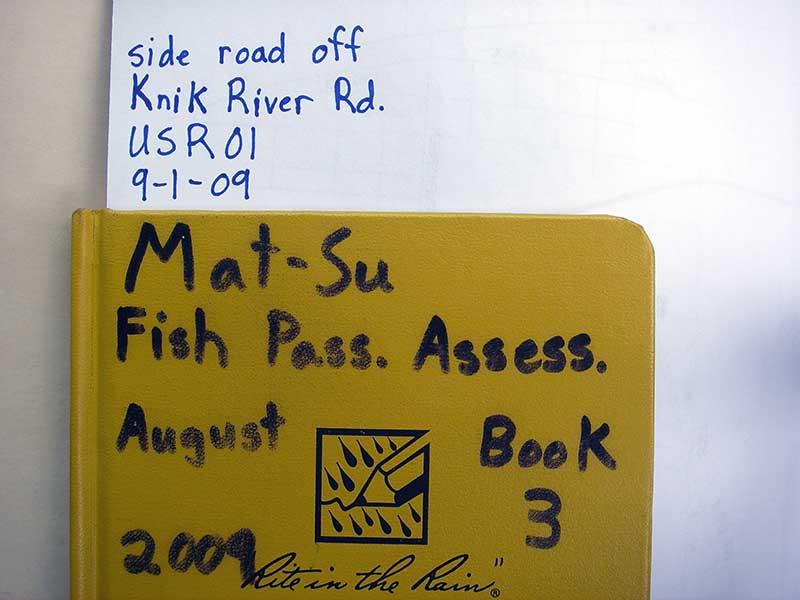 side road off
Knik River Rd.
USR01
9-1-09
Mat-Su
Fish Pass. Assess.
August Book
3
2009
Rite in the Rain"®